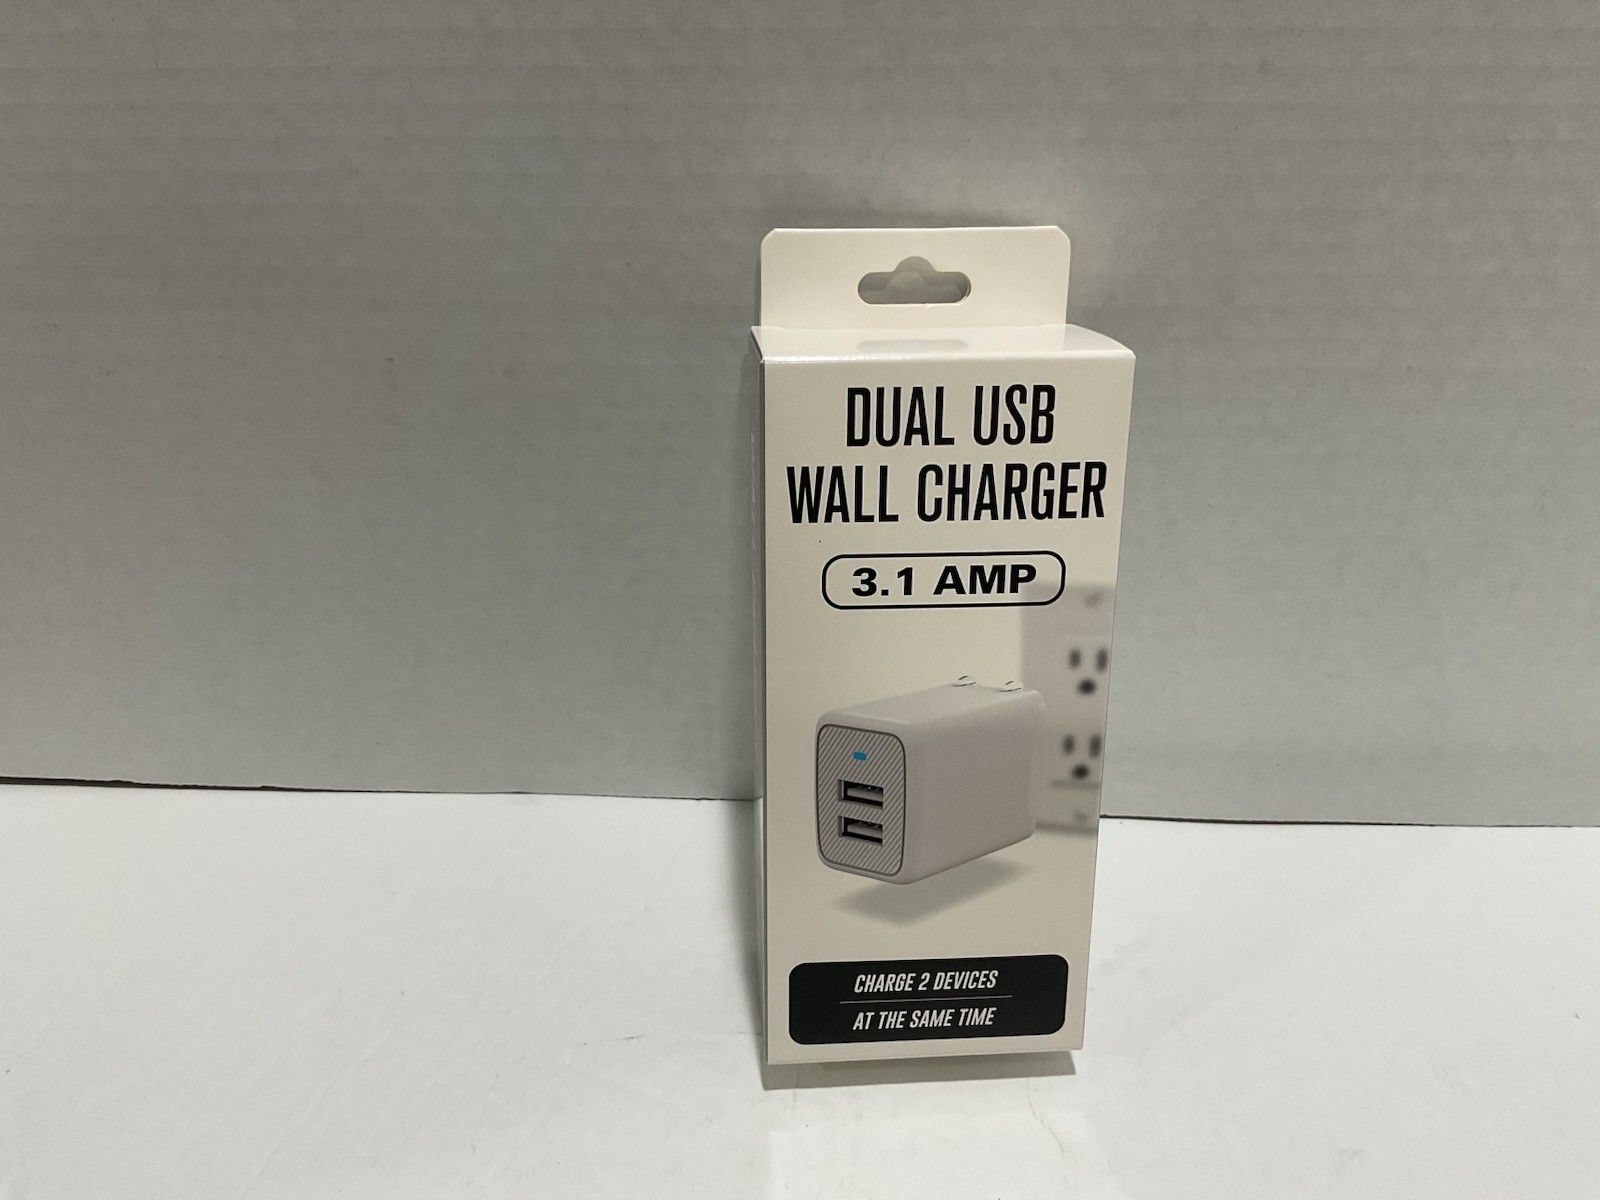 DUAL USB
WALL CHARGER
3.1 AMP
CHARGE 2 DEVICES
AT THE SAME TIME